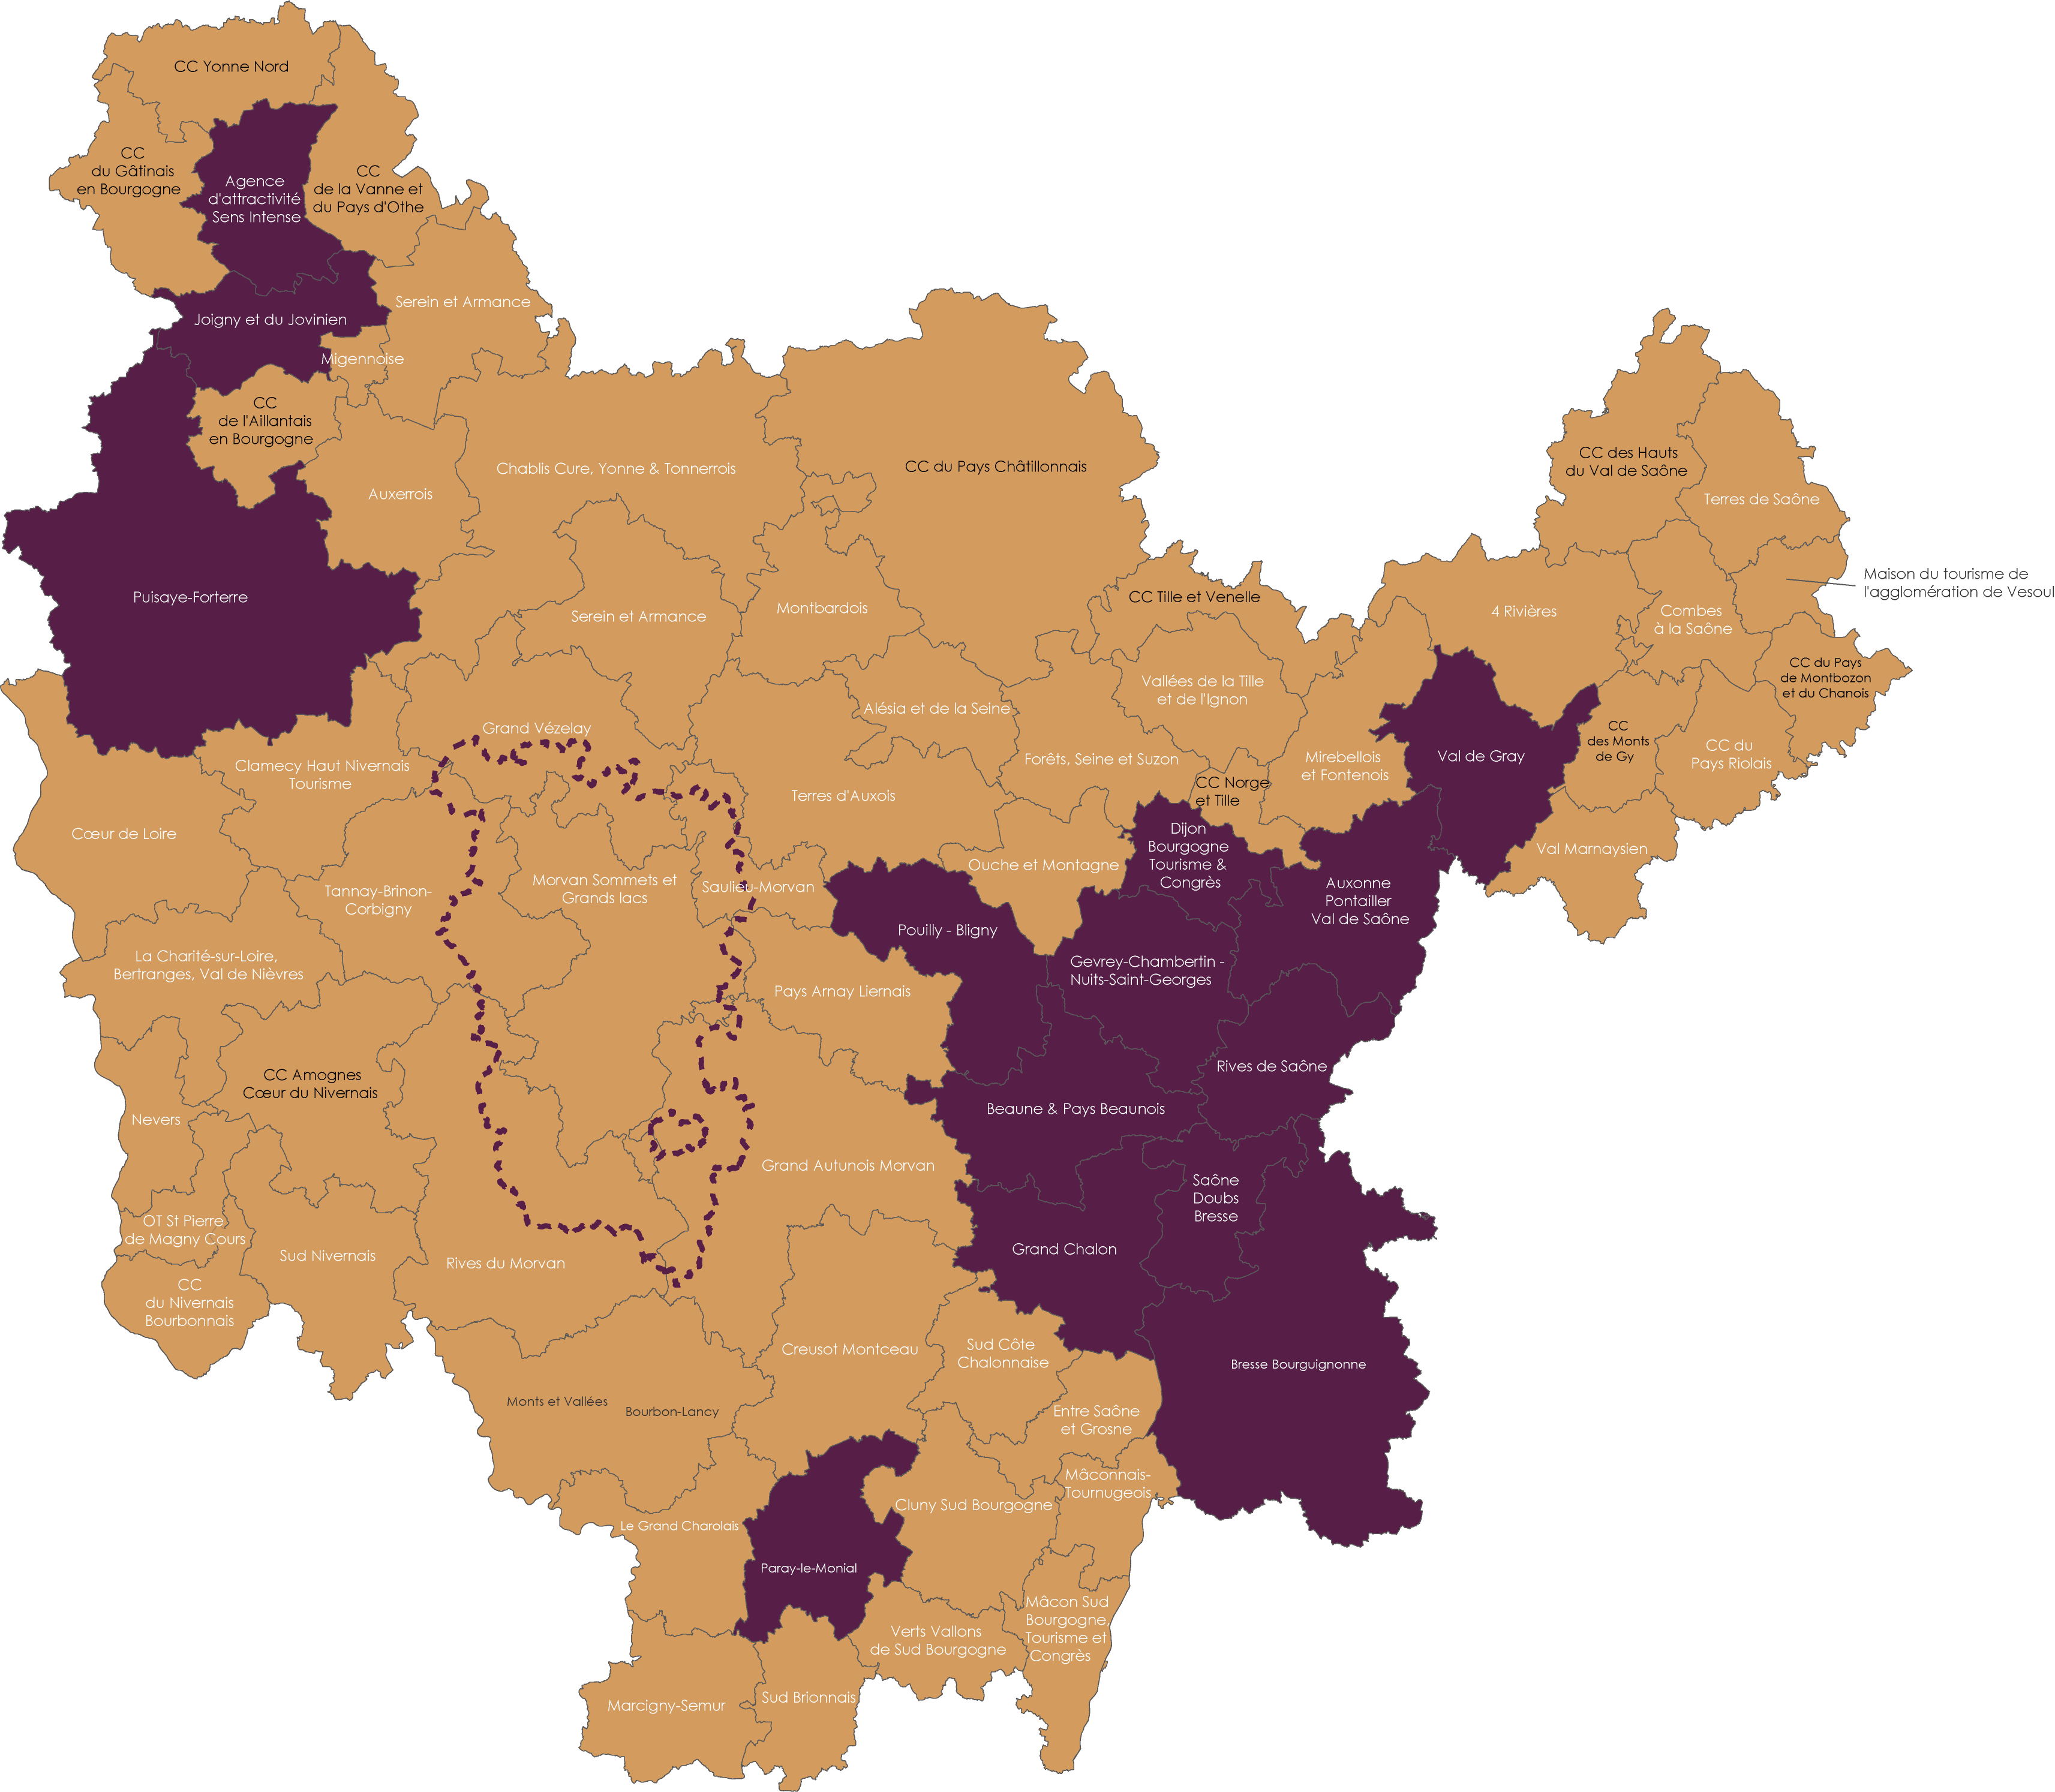 CC Yonne Nord
CC
du Gâtinais
en Bourgogne
Agence
d'attractivité
Sens Intense
CC
de la Vanne et
du Pays d'Othe
Serein et Armance
Joigny et du Jovinien
Migennoise
CC
de l'Aillantais
en Bourgogne
Auxerrois
Chablis Cure, Yonne & Tonnerrois
CC du Pays Châtillonnais
CC des Hauts
du Val de Saône
Terres de Saône
Maison du tourisme de
l'agglomération de Vesoul
Puisaye-Forterre
Serein et Armance
Montbardois
CC Tille et Venelle
4 Rivières
Combes
à la Saône
CC du Pays
de Montbozon
et du Chanois
Vallées de la Tille
et de l'Ignon
Alésia et de la Seine
Grand Vézelay
Forêts, Seine et Suzon
Mirebellois
et Fontenois
Val de Gray
CC
des Monts
de Gy
CC du
Pays Riolais
Clamecy Haut Nivernais
Tourisme
Terres d'Auxois
CC Norge
et Tille
Cœur de Loire
Dijon
Bourgogne
Tourisme &
Congrès
Val Marnaysien
Ouche et Montagne
Tannay-Brinon-
Corbigny
Morvan Sommets et
Grands lacs
Saulieu-Morvan
Auxonne
Pontailler
Val de Saône
Pouilly - Bligny
La Charité-sur-Loire,
Bertranges, Val de Nièvres
Gevrey-Chambertin -
Nuits-Saint-Georges
Pays Arnay Liernais
CC Amognes
Cœur du Nivernais
Rives de Saône
Nevers
Beaune & Pays Beaunois
Grand Autunois Morvan
Saône
Doubs
Bresse
OT St Pierre
de Magny Cours
Sud Nivernais
Rives du Morvan
Grand Chalon
CC
du Nivernais
Bourbonnais
Creusot Montceau
Sud Côte
Chalonnaise
Bresse Bourguignonne
Monts et Vallées
Bourbon-Lancy
Entre Saône
et Grosne
Mâconnais-
Tournugeois
Cluny Sud Bourgogne
Le Grand Charolais
Paray-le-Monial
Mâcon Sud
Bourgogne
Tourisme et
Congrès
Verts Vallons
de Sud Bourgogne
Marcigny-Semur
Sud Brionnais